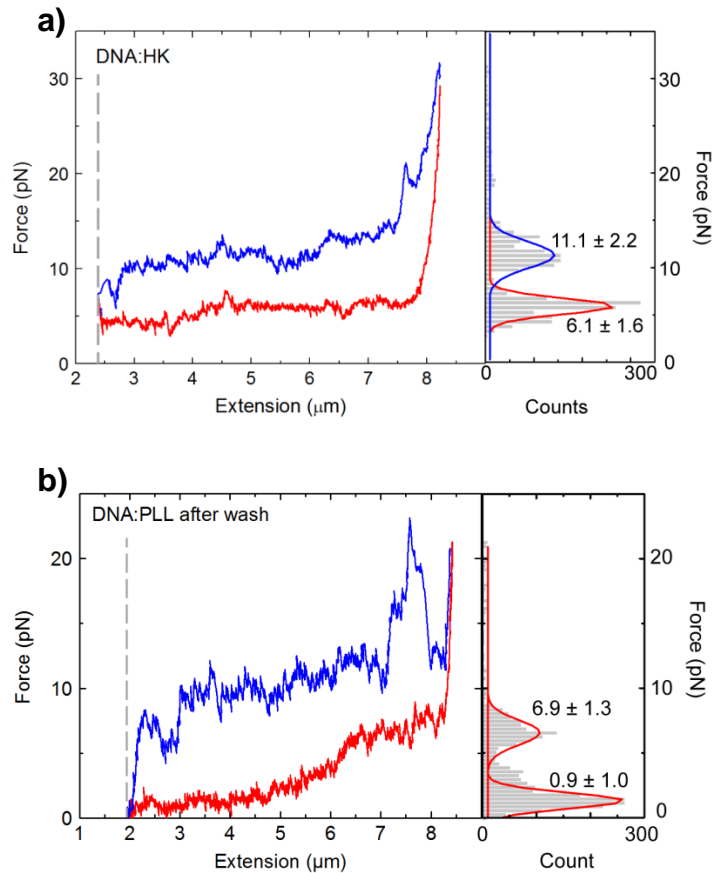 a)
DNA:HK
Force (pN)
30
20
10
0
2 3 4 5 6 7 8
Extension (μm)
11.1 ± 2.2
6.1 ± 1.6
30
20
10
0
Force (pN)
0 300
Counts
b)
DNA:PLL after wash
Force (pN)
20
10
0
1 2 3 4 5 6 7 8
Extension (µm)
6.9 ± 1.3
0.9 ± 1.0
20
10
0
Force (pN)
0 300
Count